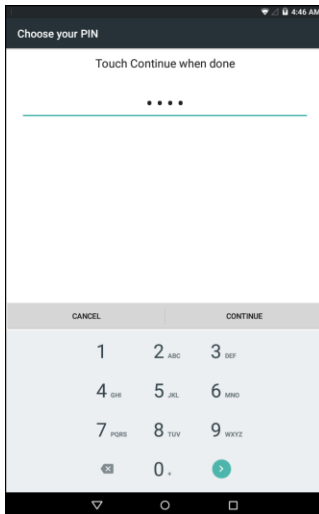 4:46 AM
Choose your PIN
Touch Continue when done
••••
CANCEL CONTINUE
1 2 ABC 3 DEF
4 GHI 5 JKL 6 MNO
7 PQRS 8 TUV 9 WXYZ
0 +